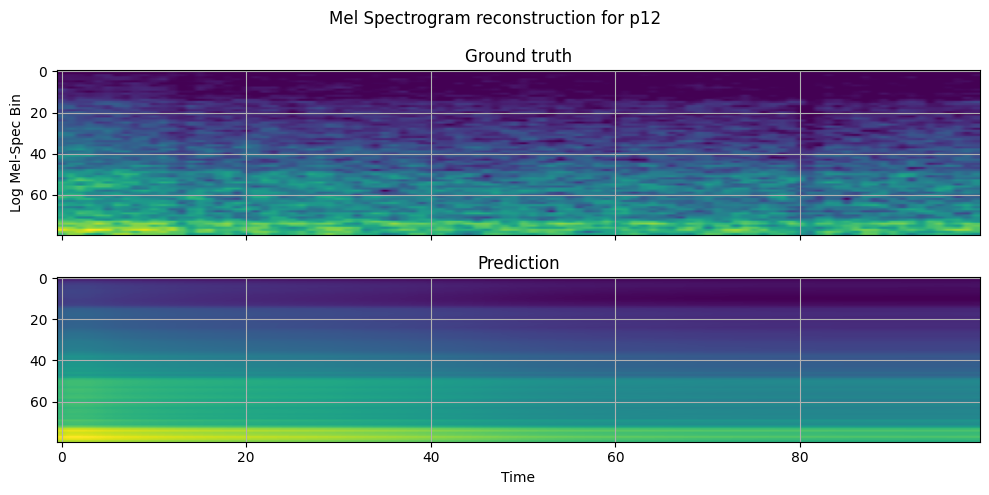 Mel Spectrogram reconstruction for p12
Ground truth
0
20
40
60
Log Mel-Spec Bin
Prediction
0
20
40
60
0 20 40 60 80
Time